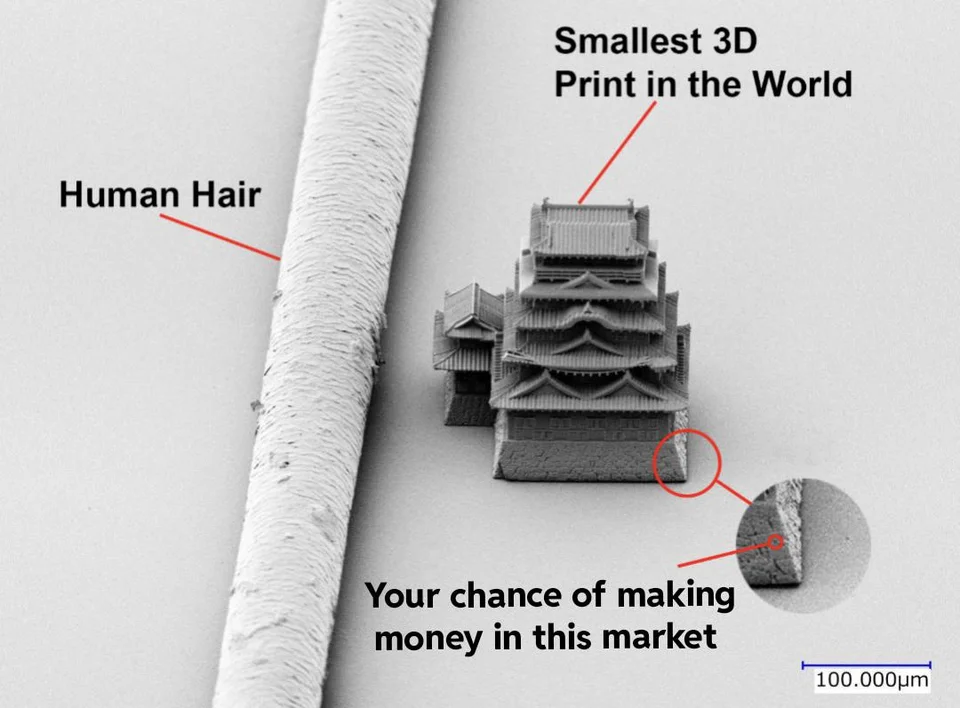 Smallest 3D
Print in the World
Human Hair
Your chance of making
money in this market
100.000µm